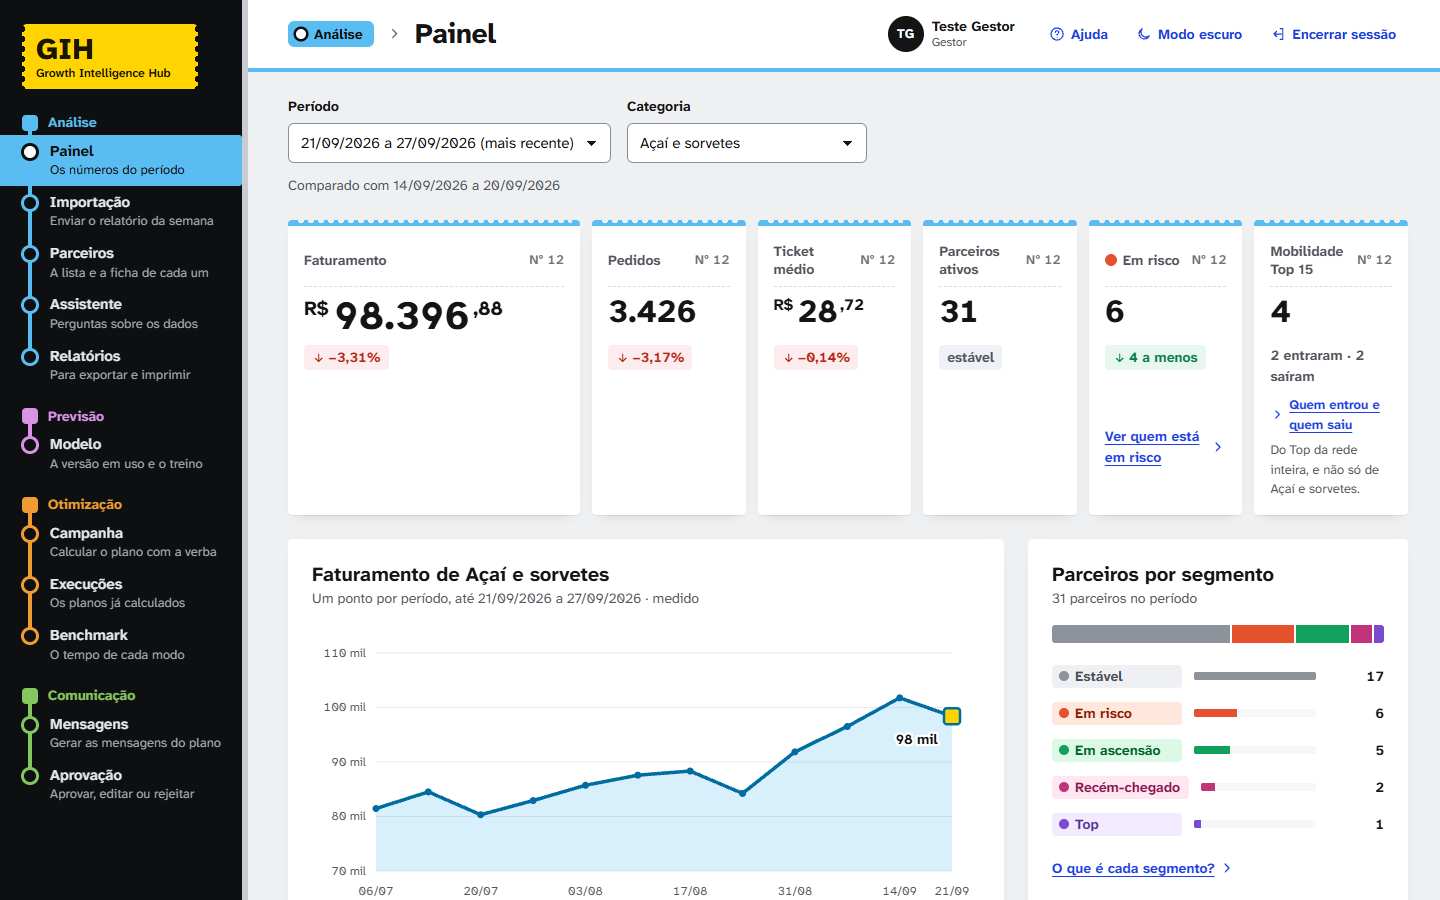 GIH
Growth Intelligence Hub
Análise
Painel
Os números do período
Importação
Enviar o relatório da semana
Parceiros
A lista e a ficha de cada um
Assistente
Perguntas sobre os dados
Relatórios
Para exportar e imprimir
Previsão
Modelo
A versão em uso e o treino
Otimização
Campanha
Calcular o plano com a verba
Execuções
Os planos já calculados
Benchmark
O tempo de cada modo
Comunicação
Mensagens
Gerar as mensagens do plano
Aprovação
Aprovar, editar ou rejeitar
Análise
Painel
TG
Teste Gestor
Gestor
Ajuda
Modo escuro
Encerrar sessão
Período
21/09/2026 a 27/09/2026 (mais recente)
Categoria
Açaí e sorvetes
Comparado com 14/09/2026 a 20/09/2026
Faturamento
N° 12
R$ 98.396,88
↓ −3,31%
Pedidos
N° 12
3.426
↓ −3,17%
Ticket
médio
N° 12
R$ 28,72
↓ −0,14%
Parceiros
ativos
N° 12
31
estável
Em risco
N° 12
6
↓ 4 a menos
Ver quem está
em risco
Mobilidade
Top 15
N° 12
4
2 entraram · 2
saíram
Quem entrou e
quem saiu
Do Top da rede
inteira, e não só de
Açaí e sorvetes.
Faturamento de Açaí e sorvetes
Um ponto por período, até 21/09/2026 a 27/09/2026 · medido
110 mil
100 mil
90 mil
80 mil
70 mil
98 mil
06/07
20/07
03/08
17/08
31/08
14/09
21/09
Parceiros por segmento
31 parceiros no período
Estável
17
Em risco
6
Em ascensão
5
Recém-chegado
2
Top
1
O que é cada segmento?